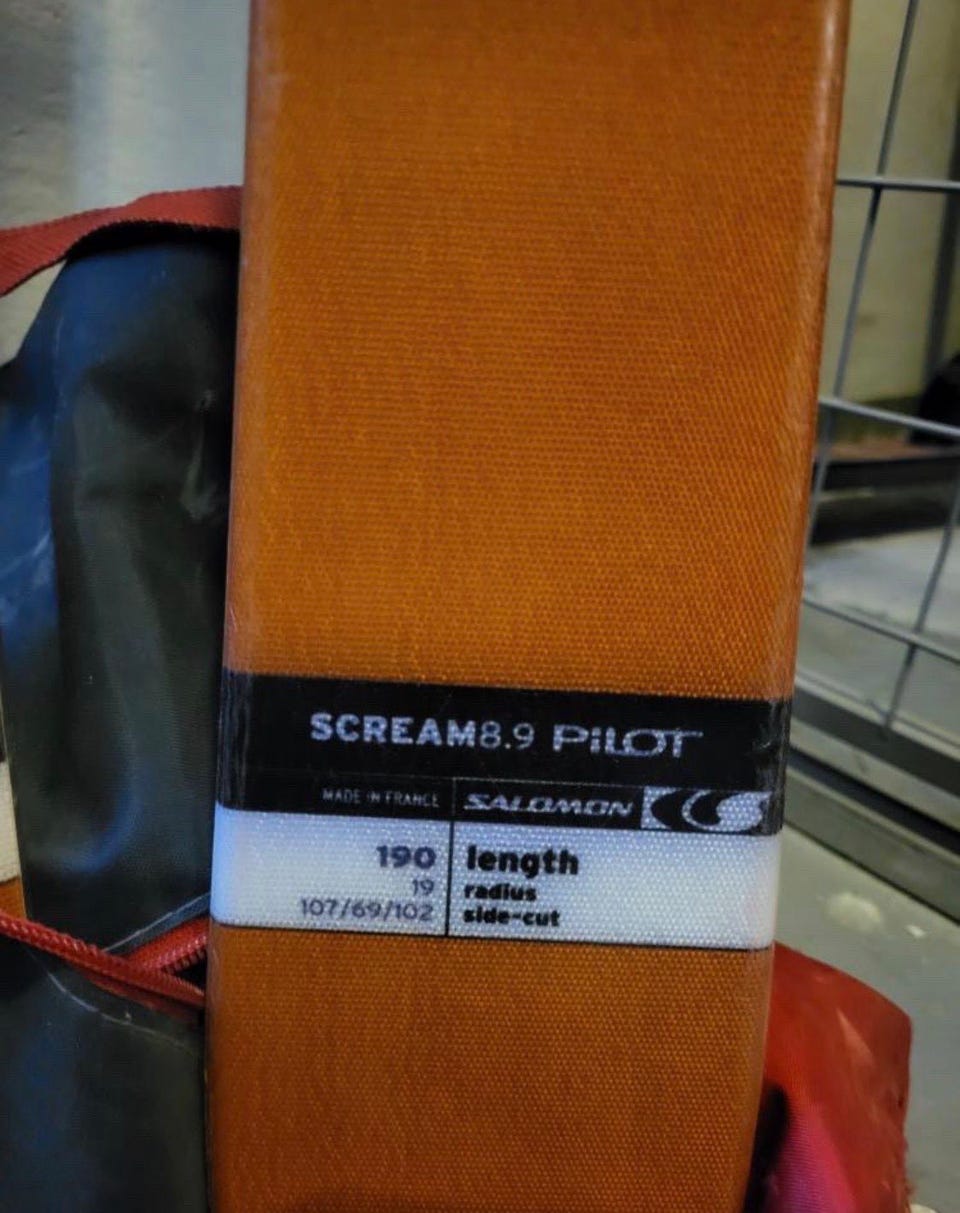 SCREAM8.9 PiLOT
MADE IN FRANCE SALOMON
190 length
19 radius
107/69/102 side-cut